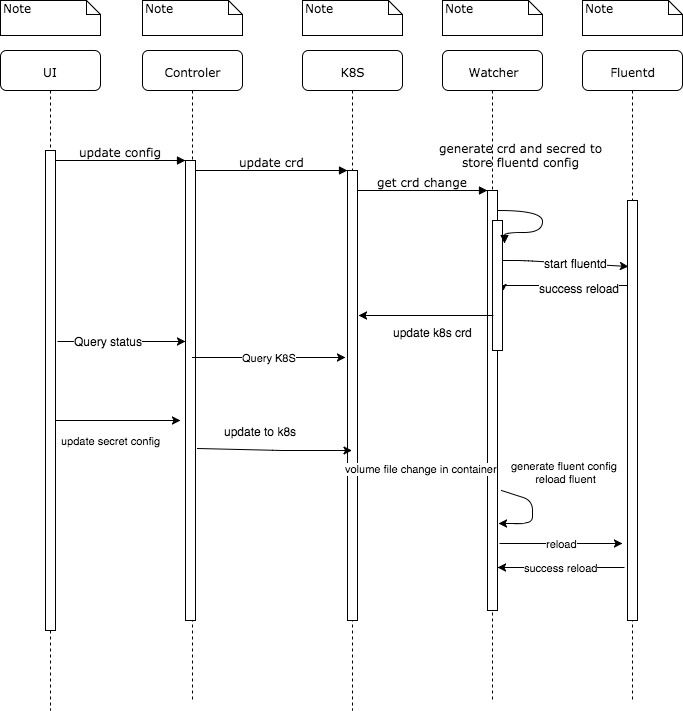 Note
Note
Note
Note
Note
UI
Controler
K8S
Watcher
Fluentd
generate crd and secred to
store fluentd config
update config
update crd
get crd change
start fluentd
success reload
update k8s crd
Query status
Query K8S
update secret config
update to k8s
volume file change in container
generate fluent config
reload fluent
reload
success reload